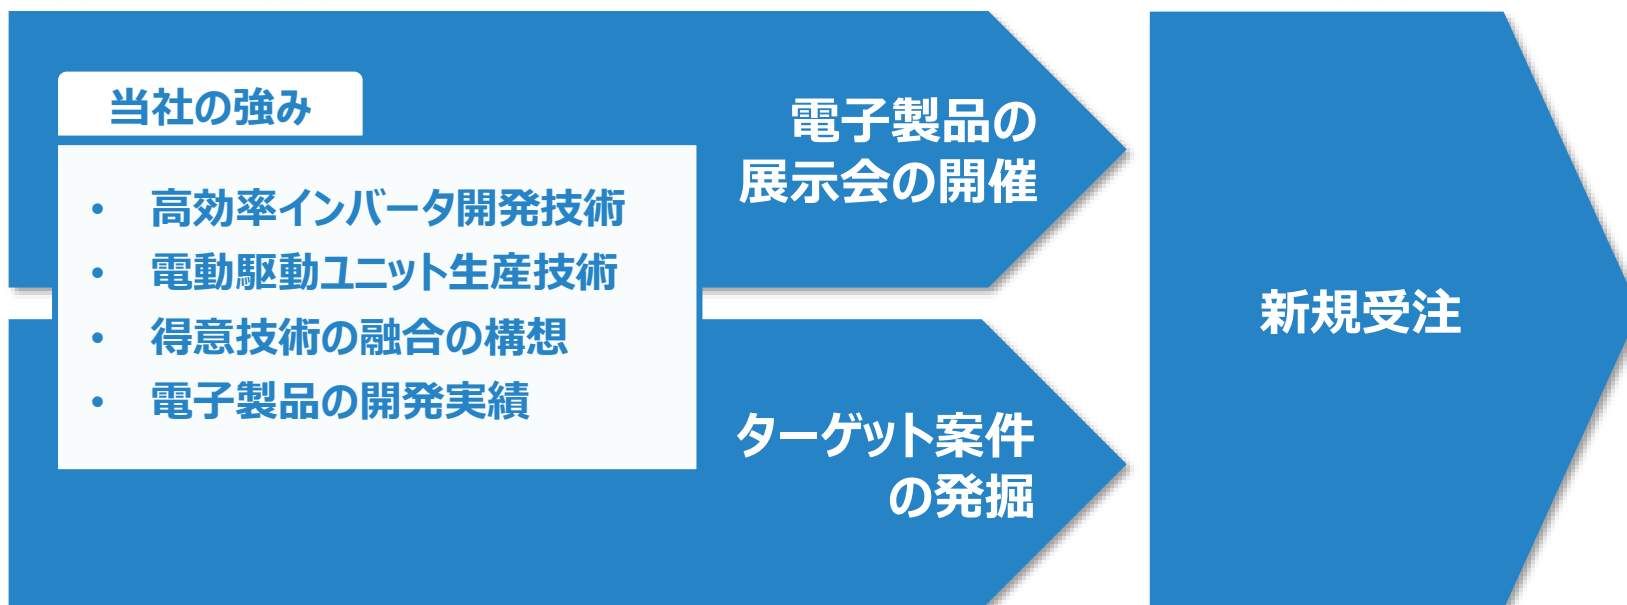 当社の強み
• 高効率インバータ開発技術
• 電動駆動ユニット生産技術
• 得意技術の融合の構想
• 電子製品の開発実績
電子製品の
展示会の開催
ターゲット案件
の発掘
新規受注